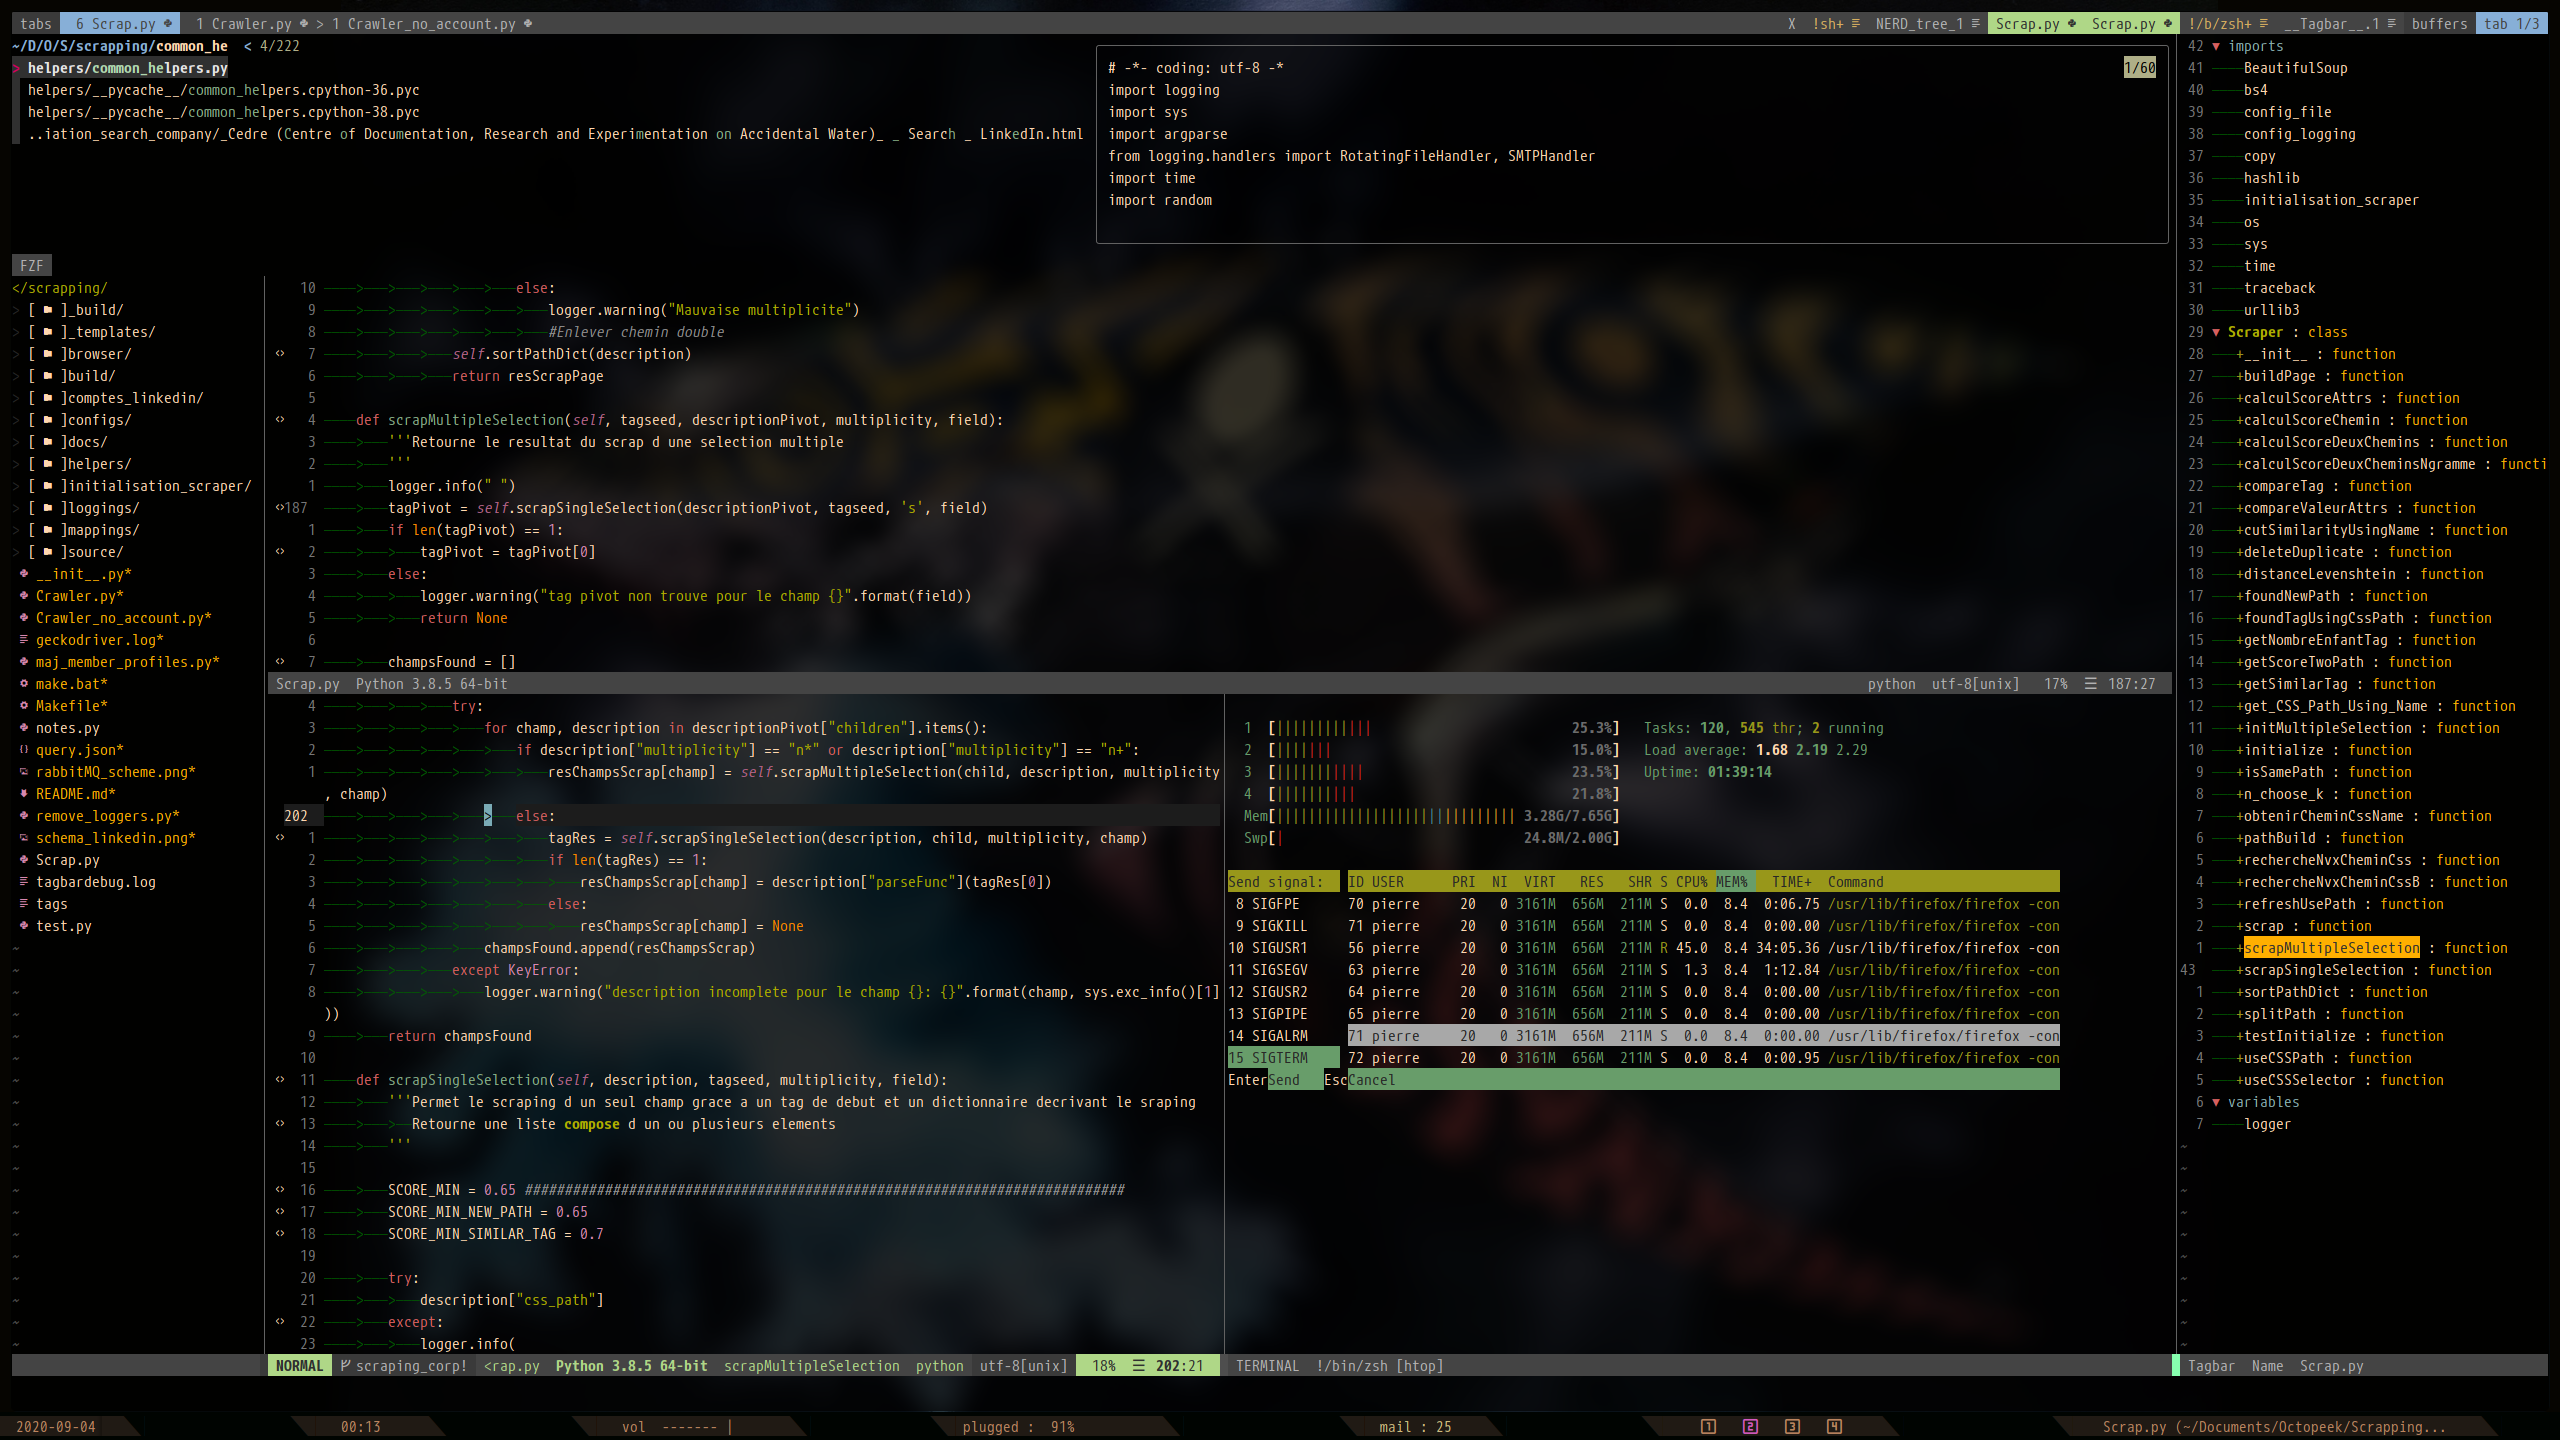 tabs  6 Scrap.py  1 Crawler.py > 1 Crawler_no_account.py  X !sh+ NERD_tree_1 Scrap.py Scrap.py !/b/zsh+ __Tagbar__.1 buffers tab 1/3
~/D/O/S/scrapping/common_he < 4/222
> helpers/common_helpers.py
helpers/__pycache__/common_helpers.cpython-36.pyc
helpers/__pycache__/common_helpers.cpython-38.pyc
..iation_search_company/_Cedre (Centre of Documentation, Research and Experimentation on Accidental Water)_ _ Search _ LinkedIn.html
# -*- coding: utf-8 -*
1/60
import logging
import sys
import argparse
from logging.handlers import RotatingFileHandler, SMTPHandler
import time
import random
FZF
</scrapping/
> [ ]_build/
> [ ]_templates/
> [ ]browser/
> [ ]build/
> [ ]comptes_linkedin/
> [ ]configs/
> [ ]docs/
> [ ]helpers/
> [ ]initialisation_scraper/
> [ ]loggings/
> [ ]mappings/
> [ ]source/
__init__.py*
Crawler.py*
Crawler_no_account.py*
geckodriver.log*
maj_member_profiles.py*
make.bat*
Makefile*
notes.py
query.json*
rabbitMQ_scheme.png*
README.md*
remove_loggers.py*
schema_linkedin.png*
Scrap.py
tagbardebug.log
tags
test.py
10 else:
9 logger.warning("Mauvaise multiplicite")
8 #Enlever chemin double
7 self.sortPathDict(description)
6 return resScrapPage
5
4 def scrapMultipleSelection(self, tagseed, descriptionPivot, multiplicity, field):
3 '''Retourne le resultat du scrap d une selection multiple
2 '''
1 logger.info(" ")
187 tagPivot = self.scrapSingleSelection(descriptionPivot, tagseed, 's', field)
1 if len(tagPivot) == 1:
2 tagPivot = tagPivot[0]
3 else:
4 logger.warning("tag pivot non trouve pour le champ {}".format(field))
5 return None
6
7 champsFound = []
Scrap.py Python 3.8.5 64-bit python utf-8[unix] 17% ☰ 187:27
4 try:
3 for champ, description in descriptionPivot["children"].items():
2 if description["multiplicity"] == "n*" or description["multiplicity"] == "n+":
1 resChampsScrap[champ] = self.scrapMultipleSelection(child, description, multiplicity
, champ)
202 > else:
1 tagRes = self.scrapSingleSelection(description, child, multiplicity, champ)
2 if len(tagRes) == 1:
3 resChampsScrap[champ] = description["parseFunc"](tagRes[0])
4 else:
5 resChampsScrap[champ] = None
6 champsFound.append(resChampsScrap)
7 except KeyError:
8 logger.warning("description incomplete pour le champ {}: {}".format(champ, sys.exc_info()[1]
))
9 return champsFound
10
11 def scrapSingleSelection(self, description, tagseed, multiplicity, field):
12 '''Permet le scraping d un seul champ grace a un tag de debut et un dictionnaire decrivant le sraping
13 Retourne une liste compose d un ou plusieurs elements
14 '''
15
16 SCORE_MIN = 0.65 ###########################################################################
17 SCORE_MIN_NEW_PATH = 0.65
18 SCORE_MIN_SIMILAR_TAG = 0.7
19
20 try:
21 description["css_path"]
22 except:
23 logger.info(
NORMAL scraping_corp! <rap.py Python 3.8.5 64-bit scrapMultipleSelection python utf-8[unix] 18% ☰ 202:21
1 [||||||||||||25.3%] Tasks: 120, 545 thr; 2 running
2 [|||||||15.0%] Load average: 1.68 2.19 2.29
3 [|||||||||||23.5%] Uptime: 01:39:14
4 [||||||||||21.8%]
Mem[||||||||||||||||||||||||||||||3.28G/7.65G]
Swp[|24.8M/2.00G]
Send signal: ID USER PRI NI VIRT RES SHR S CPU% MEM% TIME+ Command
8 SIGFPE 70 pierre 20 0 3161M 656M 211M S 0.0 8.4 0:06.75 /usr/lib/firefox/firefox -con
9 SIGKILL 71 pierre 20 0 3161M 656M 211M S 0.0 8.4 0:00.00 /usr/lib/firefox/firefox -con
10 SIGUSR1 56 pierre 20 0 3161M 656M 211M R 45.0 8.4 34:05.36 /usr/lib/firefox/firefox -con
11 SIGSEGV 63 pierre 20 0 3161M 656M 211M S 1.3 8.4 1:12.84 /usr/lib/firefox/firefox -con
12 SIGUSR2 64 pierre 20 0 3161M 656M 211M S 0.0 8.4 0:00.00 /usr/lib/firefox/firefox -con
13 SIGPIPE 65 pierre 20 0 3161M 656M 211M S 0.0 8.4 0:00.00 /usr/lib/firefox/firefox -con
14 SIGALRM 71 pierre 20 0 3161M 656M 211M S 0.0 8.4 0:00.00 /usr/lib/firefox/firefox -con
15 SIGTERM 72 pierre 20 0 3161M 656M 211M S 0.0 8.4 0:00.95 /usr/lib/firefox/firefox -con
EnterSend EscCancel
TERMINAL !/bin/zsh [htop]
42 ▼ imports
41 BeautifulSoup
40 bs4
39 config_file
38 config_logging
37 copy
36 hashlib
35 initialisation_scraper
34 os
33 sys
32 time
31 traceback
30 urllib3
29 ▼ Scraper : class
28 +__init__ : function
27 +buildPage : function
26 +calculScoreAttrs : function
25 +calculScoreChemin : function
24 +calculScoreDeuxChemins : function
23 +calculScoreDeuxCheminsNgramme : functi
22 +compareTag : function
21 +compareValeurAttrs : function
20 +cutSimilarityUsingName : function
19 +deleteDuplicate : function
18 +distanceLevenshtein : function
17 +foundNewPath : function
16 +foundTagUsingCssPath : function
15 +getNombreEnfantTag : function
14 +getScoreTwoPath : function
13 +getSimilarTag : function
12 +get_CSS_Path_Using_Name : function
11 +initMultipleSelection : function
10 +initialize : function
9 +isSamePath : function
8 +n_choose_k : function
7 +obtenirCheminCssName : function
6 +pathBuild : function
5 +rechercheNvxCheminCss : function
4 +rechercheNvxCheminCssB : function
3 +refreshUsePath : function
2 +scrap : function
1 +scrapMultipleSelection : function
43 +scrapSingleSelection : function
1 +sortPathDict : function
2 +splitPath : function
3 +testInitialize : function
4 +useCSSPath : function
5 +useCSSSelector : function
6 ▼ variables
7 logger
Tagbar Name Scrap.py
2020-09-04 00:13 vol ------- | plugged : 91% mail : 25 1 2 3 4 Scrap.py (~/Documents/Octopeek/Scrapping...